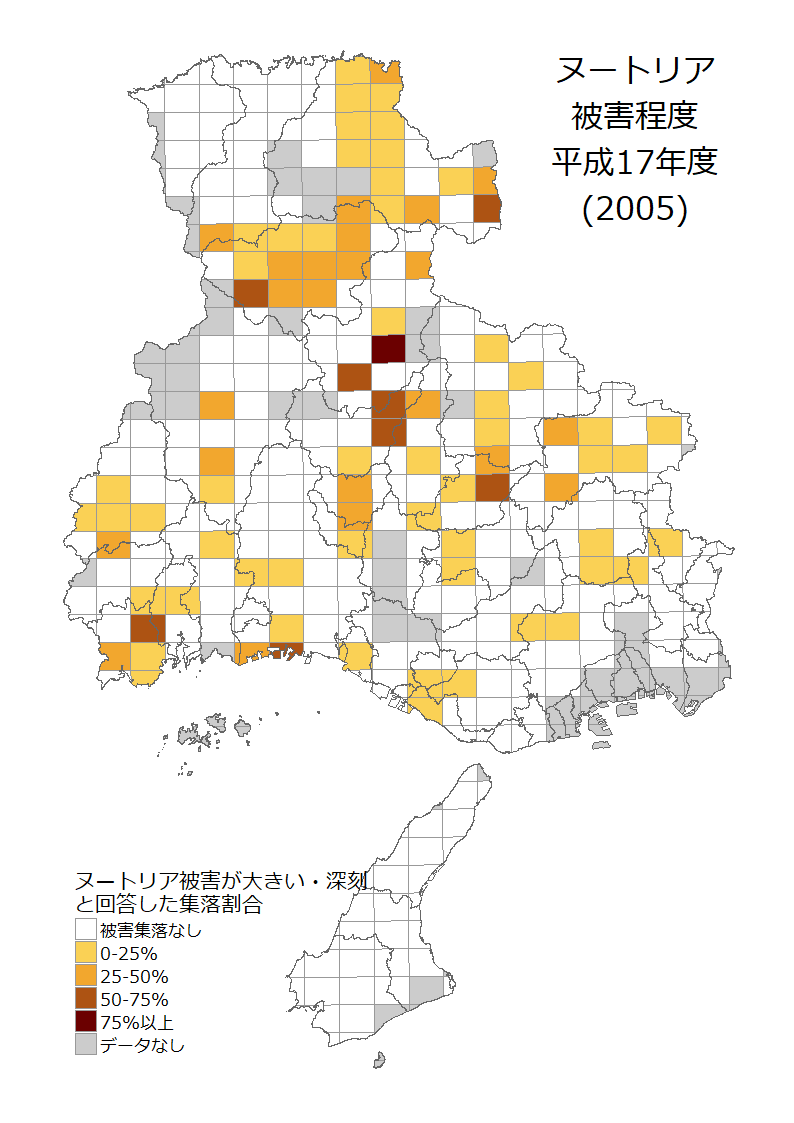 ヌートリア
被害程度
平成17年度
(2005)
ヌートリア被害が大きい・深刻
と回答した集落割合
被害集落なし
0-25%
25-50%
50-75%
75%以上
データなし